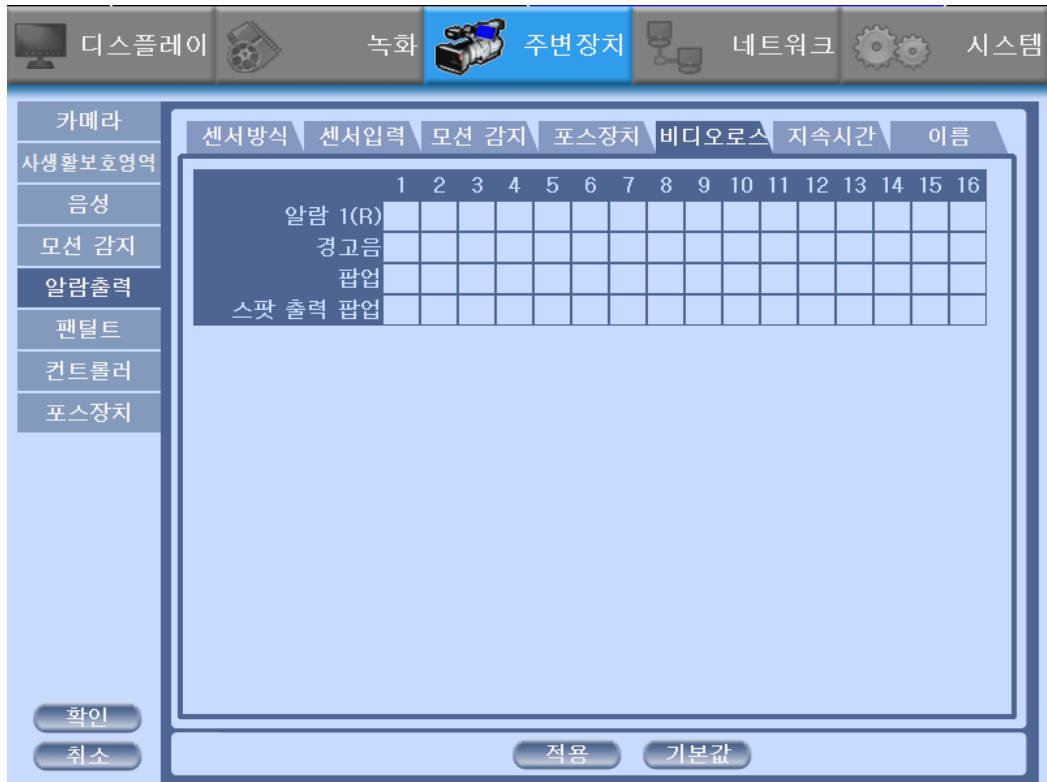 디스플레이 녹화 주변장치 네트워크 시스템
카메라
사생활보호영역
음성
모션 감지
알람출력
팬틸트
컨트롤러
포스장치
확인
취소
센서방식 센서입력 모션 감지 포스장치 비디오로스 지속시간 이름
1 2 3 4 5 6 7 8 9 10 11 12 13 14 15 16
알람 1(R)
경고음
팝업
스팟 출력 팝업
적용 기본값